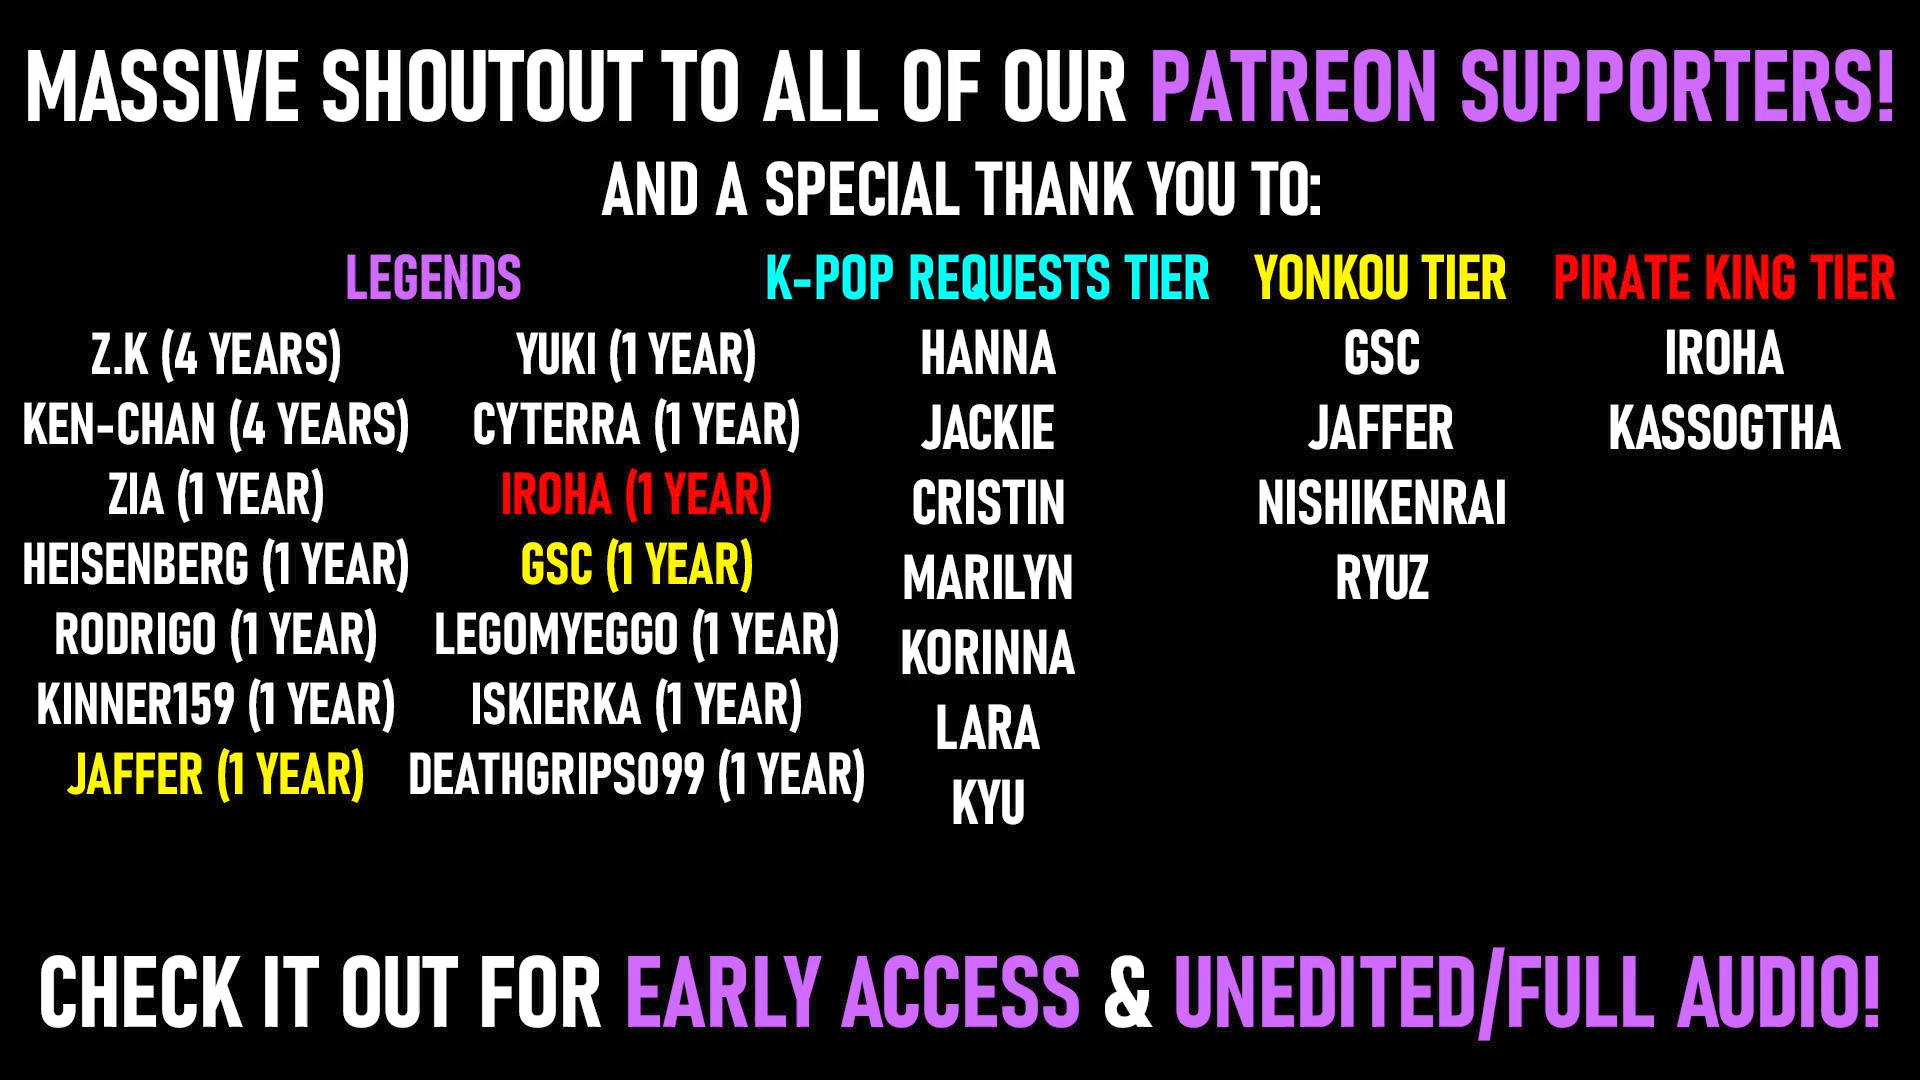 MASSIVE SHOUTOUT TO ALL OF OUR PATREON SUPPORTERS!
AND A SPECIAL THANK YOU TO:
LEGENDS
Z.K (4 YEARS)
KEN-CHAN (4 YEARS)
ZIA (1 YEAR)
HEISENBERG (1 YEAR)
RODRIGO (1 YEAR)
KINNER159 (1 YEAR)
JAFFER (1 YEAR)
YUKI (1 YEAR)
CYTERRA (1 YEAR)
IROHA (1 YEAR)
GSC (1 YEAR)
LEGOMYEGGO (1 YEAR)
ISKIERKA (1 YEAR)
DEATHGRIPS099 (1 YEAR)
K-POP REQUESTS TIER
HANNA
JACKIE
CRISTIN
MARILYN
KORINNA
LARA
KYU
YONKOU TIER
GSC
JAFFER
NISHIKENRAI
RYUZ
PIRATE KING TIER
IROHA
KASSOGTHA
CHECK IT OUT FOR EARLY ACCESS & UNEDITED/FULL AUDIO!